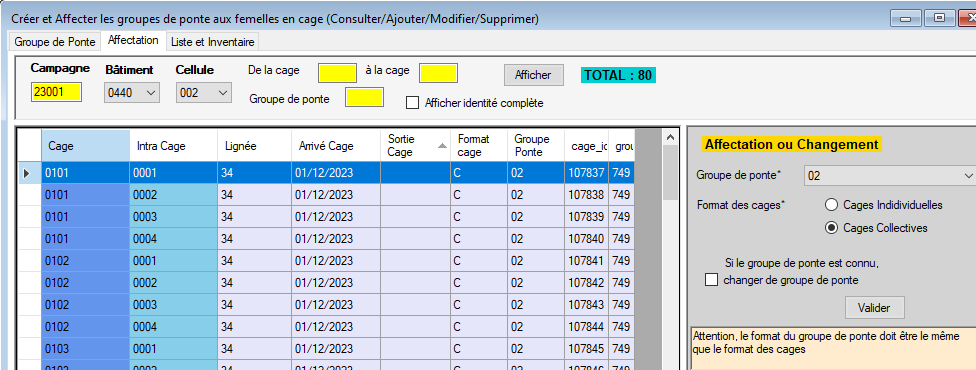 Créer et Affecter les groupes de ponte aux femelles en cage (Consulter/Ajouter/Modifier/Supprimer)
Groupe de Ponte Affectation Liste et Inventaire
Campagne Bâtiment Cellule De la cage à la cage Afficher TOTAL : 80
23001 0440 002 Groupe de ponte Afficher identité complète
Cage Intra Cage Lignée Arrivé Cage Sortie Cage Format cage Groupe Ponte cage_id grou
0101 0001 34 01/12/2023 C 02 107837 749
0101 0002 34 01/12/2023 C 02 107838 749
0101 0003 34 01/12/2023 C 02 107839 749
0101 0004 34 01/12/2023 C 02 107840 749
0102 0001 34 01/12/2023 C 02 107841 749
0102 0002 34 01/12/2023 C 02 107842 749
0102 0003 34 01/12/2023 C 02 107843 749
0102 0004 34 01/12/2023 C 02 107844 749
0103 0001 34 01/12/2023 C 02 107845 749
Affectation ou Changement
Groupe de ponte* 02
Format des cages* Cages Indidividuelles
Cages Collectives
Si le groupe de ponte est connu,
changer de groupe de ponte
Valider
Attention, le format du groupe de ponte doit être le même
que le format des cages